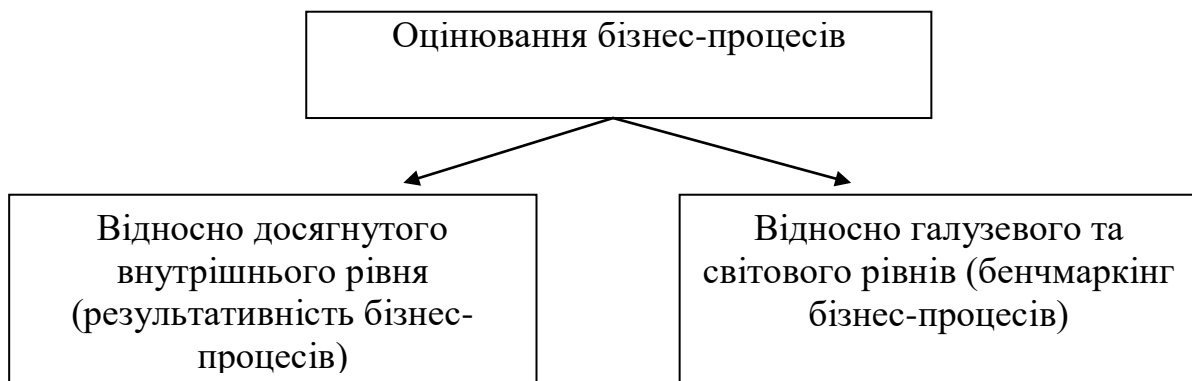 Оцінювання бізнес-процесів
Відносно досягнутого
внутрішнього рівня
(результативність бізнес-
процесів)
Відносно галузевого та
світового рівнів (бенчмаркінг
бізнес-процесів)